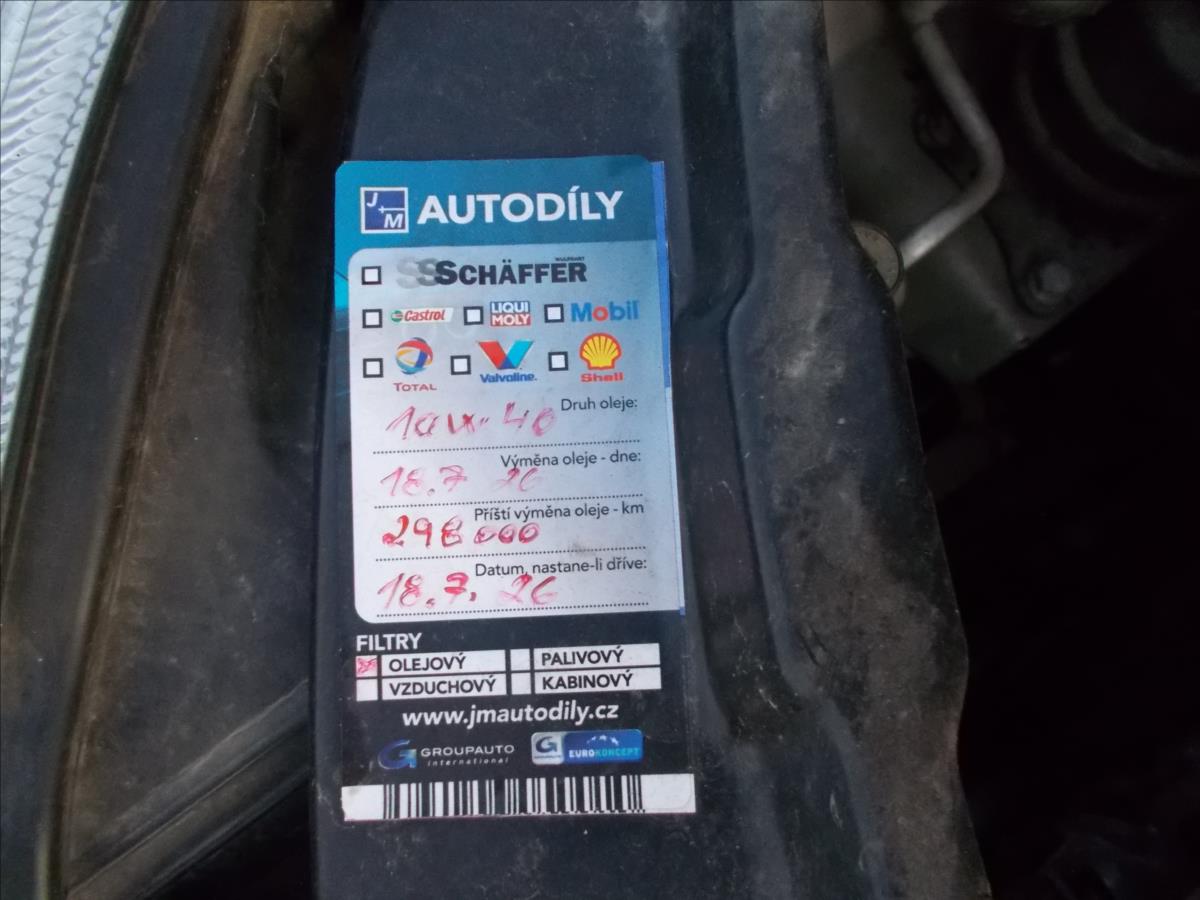 J+M AUTODÍLY
WULFGART
SCHÄFFER
Castrol LIQUI MOLY Mobil
TOTAL Valvoline. Shell
Druh oleje:
10W-40
Výměna oleje - dne:
18.7 26
Příští výměna oleje - km
298 000
Datum, nastane-li dříve:
18.7.26
FILTRY
OLEJOVÝ PALIVOVÝ
VZDUCHOVÝ KABINOVÝ
www.jmautodily.cz
G GROUPAUTO international G EUROKONCEPT